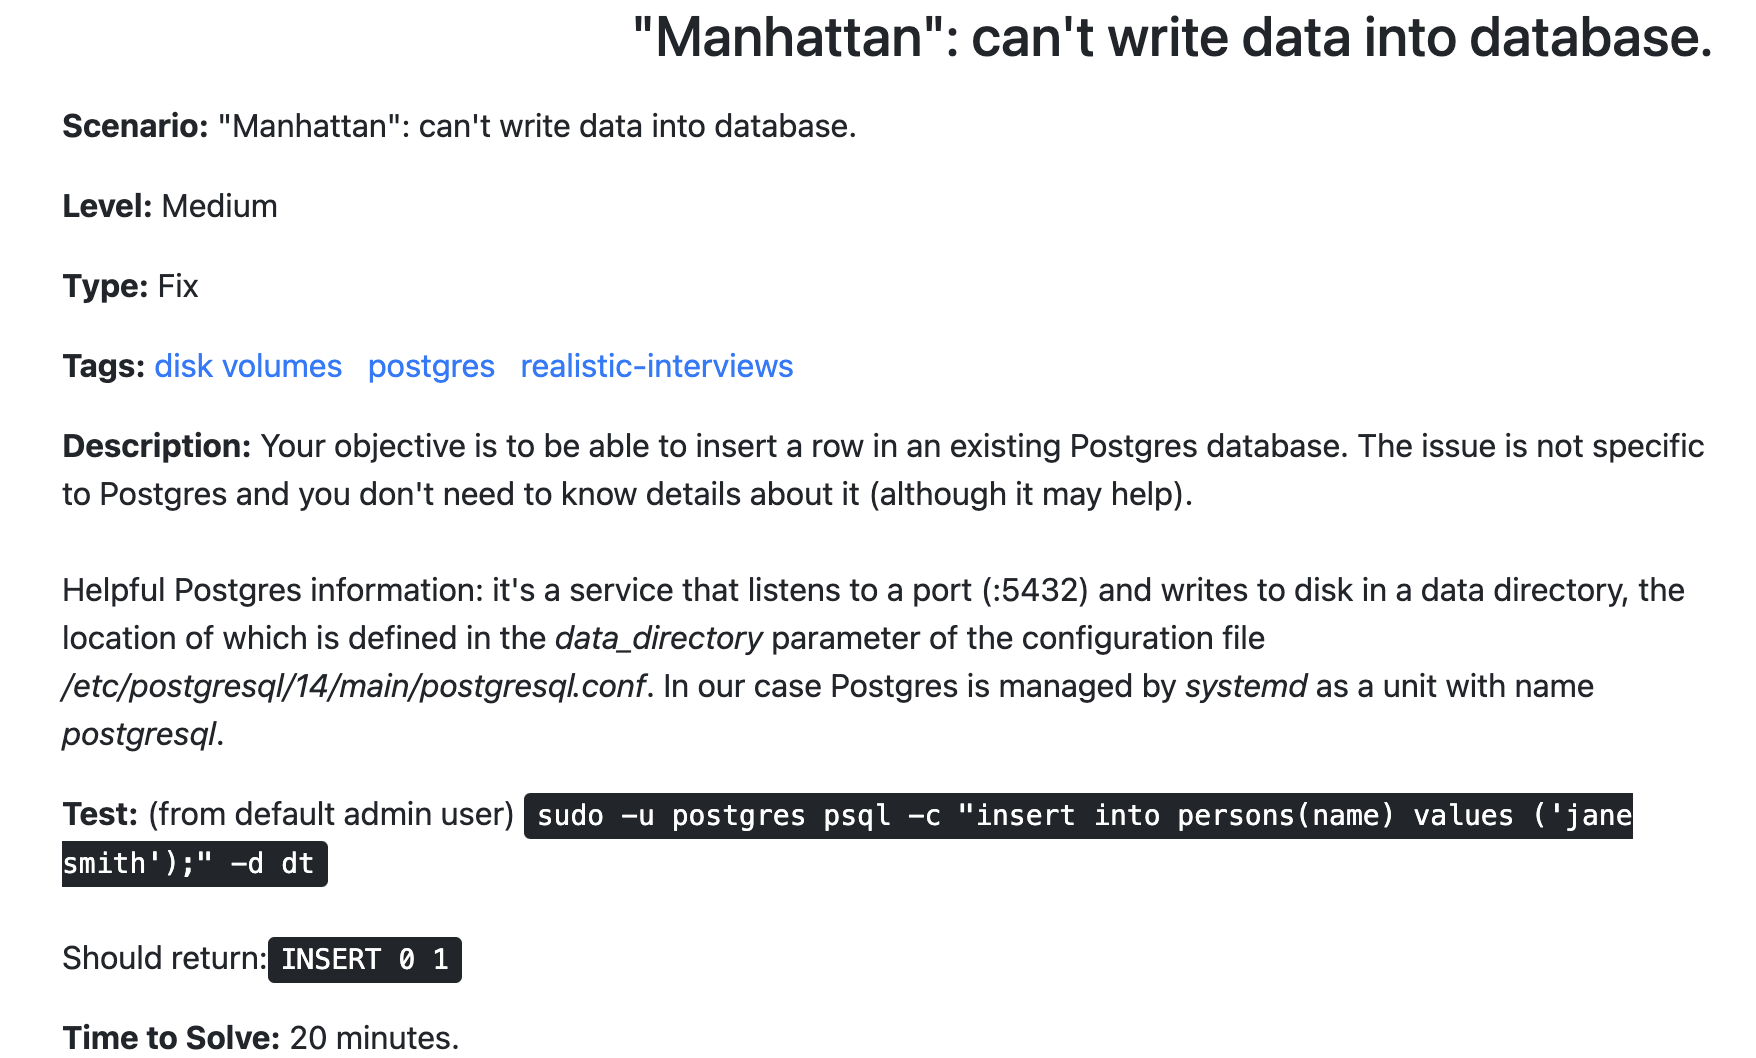 "Manhattan": can't write data into database.
Scenario: "Manhattan": can't write data into database.
Level: Medium
Type: Fix
Tags: disk volumes postgres realistic-interviews
Description: Your objective is to be able to insert a row in an existing Postgres database. The issue is not specific
to Postgres and you don't need to know details about it (although it may help).
Helpful Postgres information: it's a service that listens to a port (:5432) and writes to disk in a data directory, the
location of which is defined in the data_directory parameter of the configuration file
/etc/postgresql/14/main/postgresql.conf. In our case Postgres is managed by systemd as a unit with name
postgresql.
Test: (from default admin user) sudo -u postgres psql -c "insert into persons(name) values ('jane
smith');" -d dt
Should return: INSERT 0 1
Time to Solve: 20 minutes.